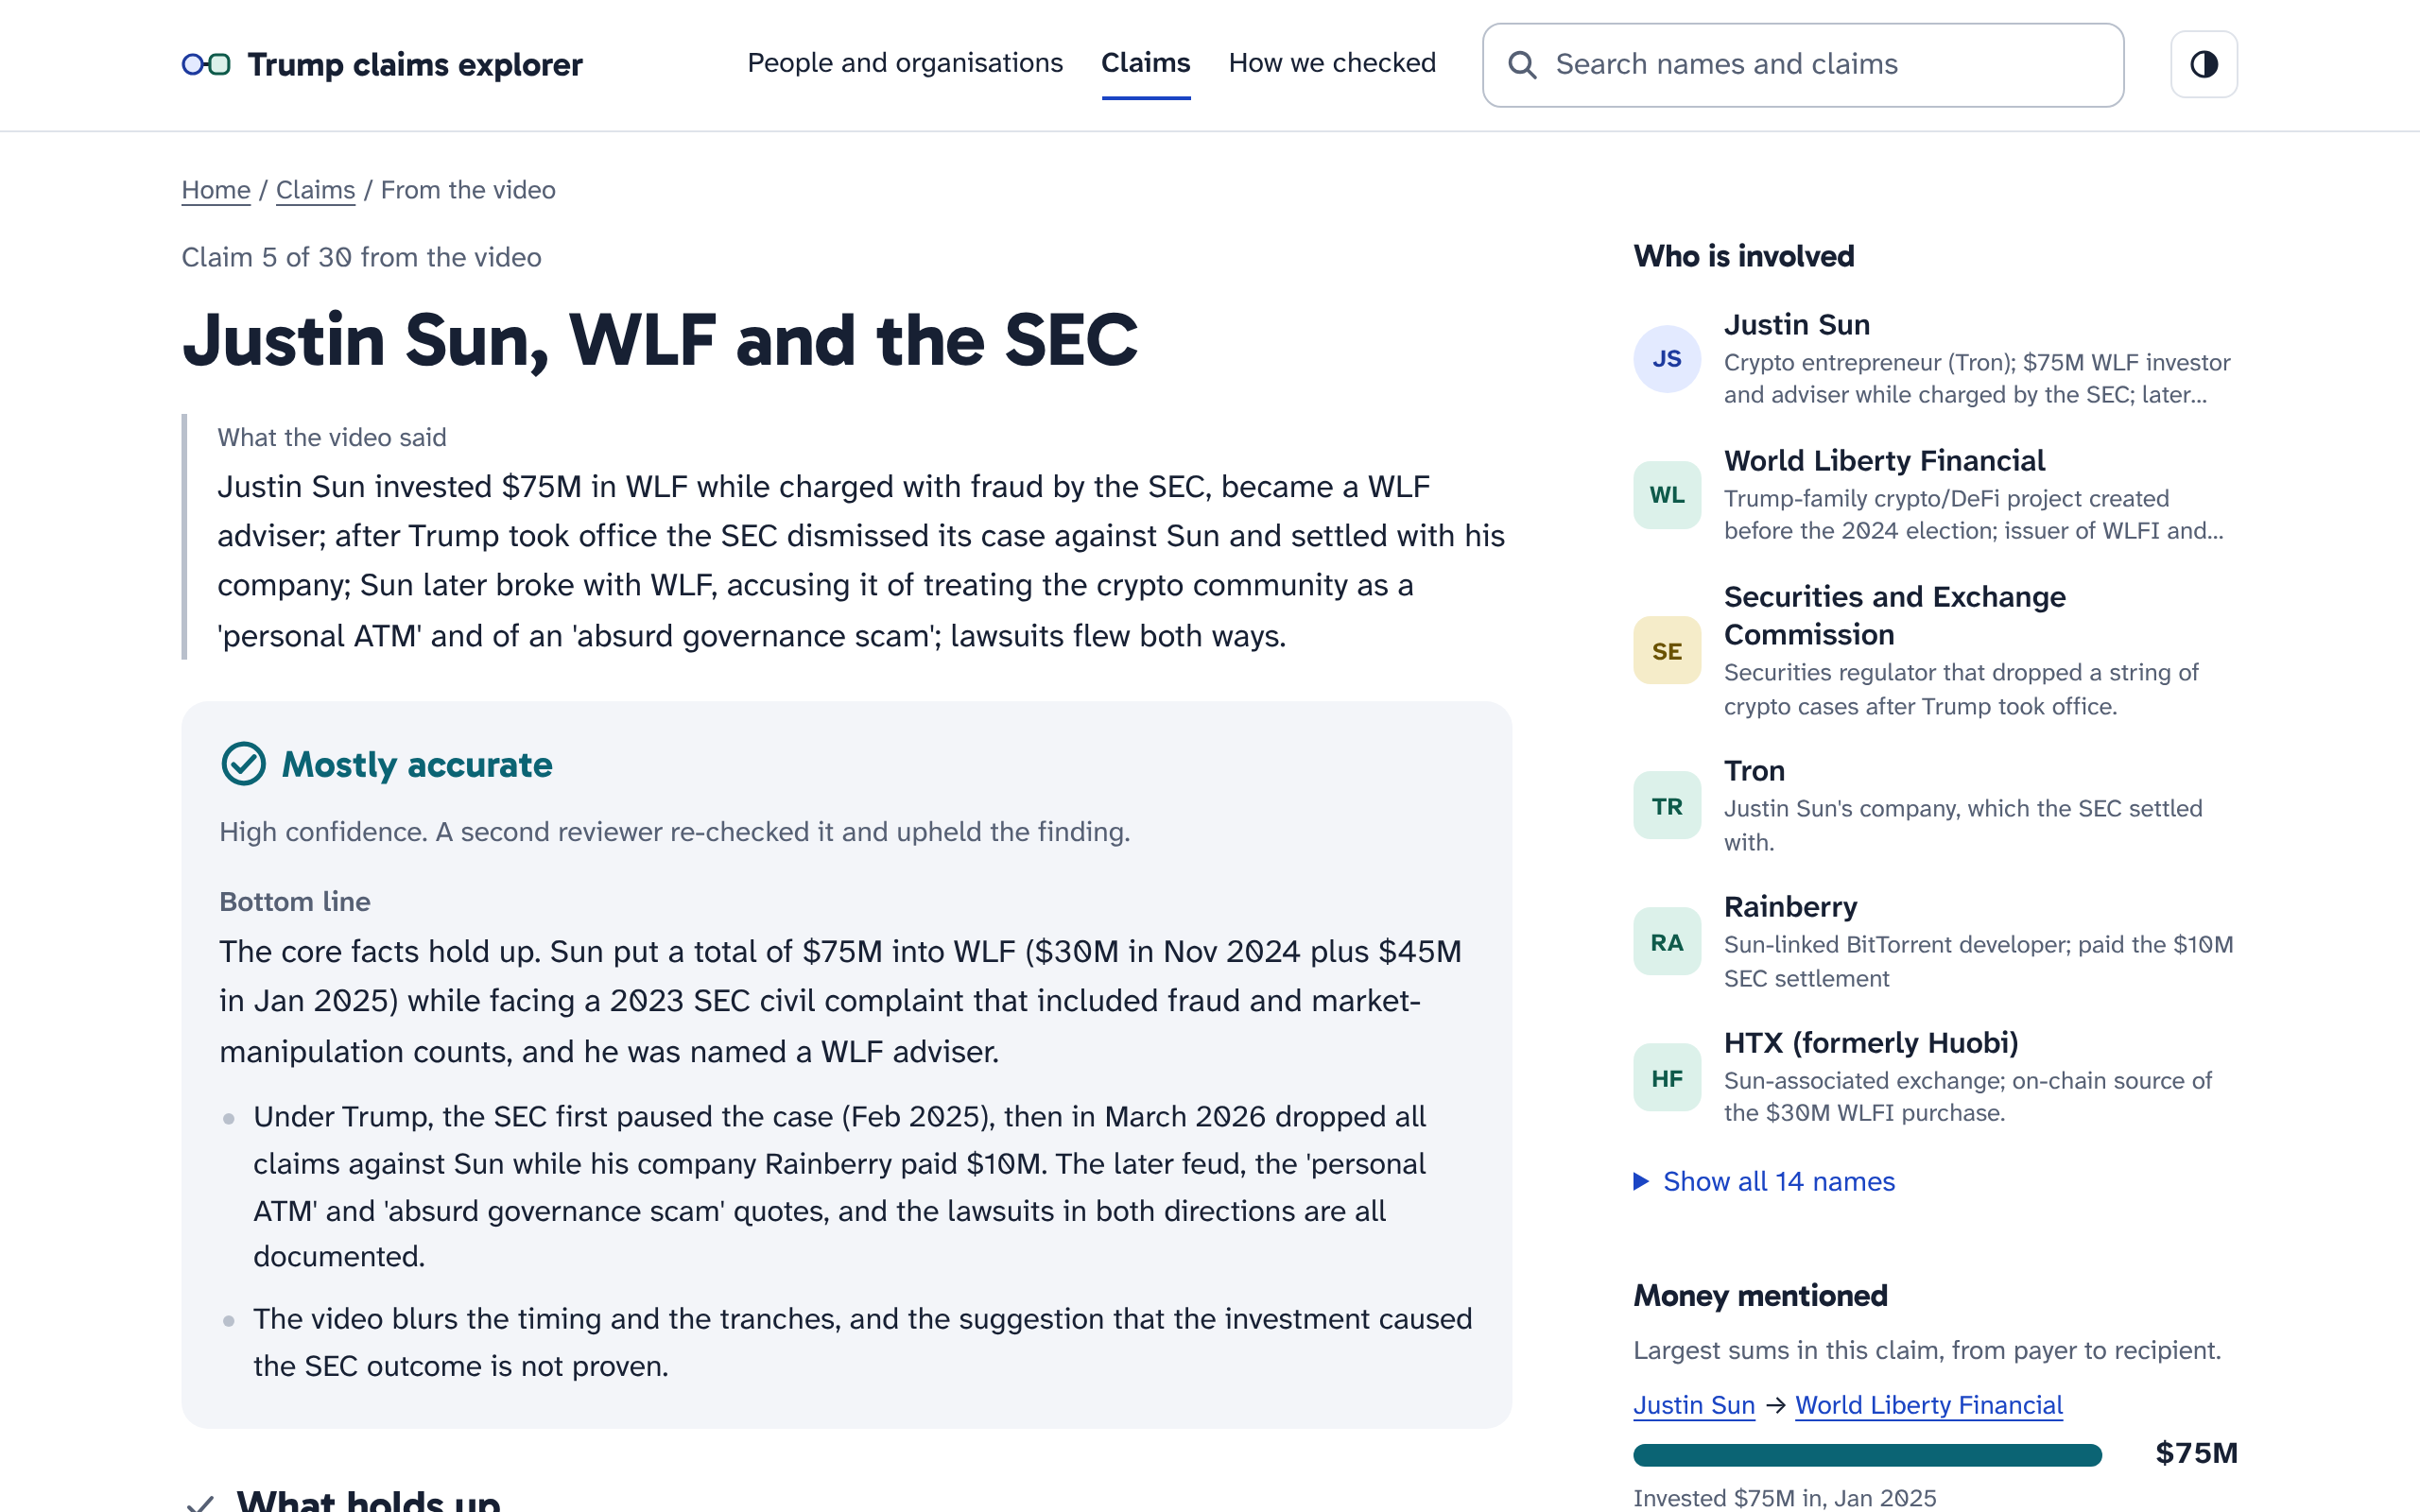 Trump claims explorer
People and organisations
Claims
How we checked
Search names and claims
Home / Claims / From the video
Claim 5 of 30 from the video
Justin Sun, WLF and the SEC
What the video said
Justin Sun invested $75M in WLF while charged with fraud by the SEC, became a WLF
adviser; after Trump took office the SEC dismissed its case against Sun and settled with his
company; Sun later broke with WLF, accusing it of treating the crypto community as a
'personal ATM' and of an 'absurd governance scam'; lawsuits flew both ways.
Mostly accurate
High confidence. A second reviewer re-checked it and upheld the finding.
Bottom line
The core facts hold up. Sun put a total of $75M into WLF ($30M in Nov 2024 plus $45M
in Jan 2025) while facing a 2023 SEC civil complaint that included fraud and market-
manipulation counts, and he was named a WLF adviser.
Under Trump, the SEC first paused the case (Feb 2025), then in March 2026 dropped all
claims against Sun while his company Rainberry paid $10M. The later feud, the 'personal
ATM' and 'absurd governance scam' quotes, and the lawsuits in both directions are all
documented.
The video blurs the timing and the tranches, and the suggestion that the investment caused
the SEC outcome is not proven.
What holds up
Who is involved
JS
Justin Sun
Crypto entrepreneur (Tron); $75M WLF investor
and adviser while charged by the SEC; later...
WL
World Liberty Financial
Trump-family crypto/DeFi project created
before the 2024 election; issuer of WLFI and...
SE
Securities and Exchange
Commission
Securities regulator that dropped a string of
crypto cases after Trump took office.
TR
Tron
Justin Sun's company, which the SEC settled
with.
RA
Rainberry
Sun-linked BitTorrent developer; paid the $10M
SEC settlement
HF
HTX (formerly Huobi)
Sun-associated exchange; on-chain source of
the $30M WLFI purchase.
Show all 14 names
Money mentioned
Largest sums in this claim, from payer to recipient.
Justin Sun → World Liberty Financial
$75M
Invested $75M in, Jan 2025